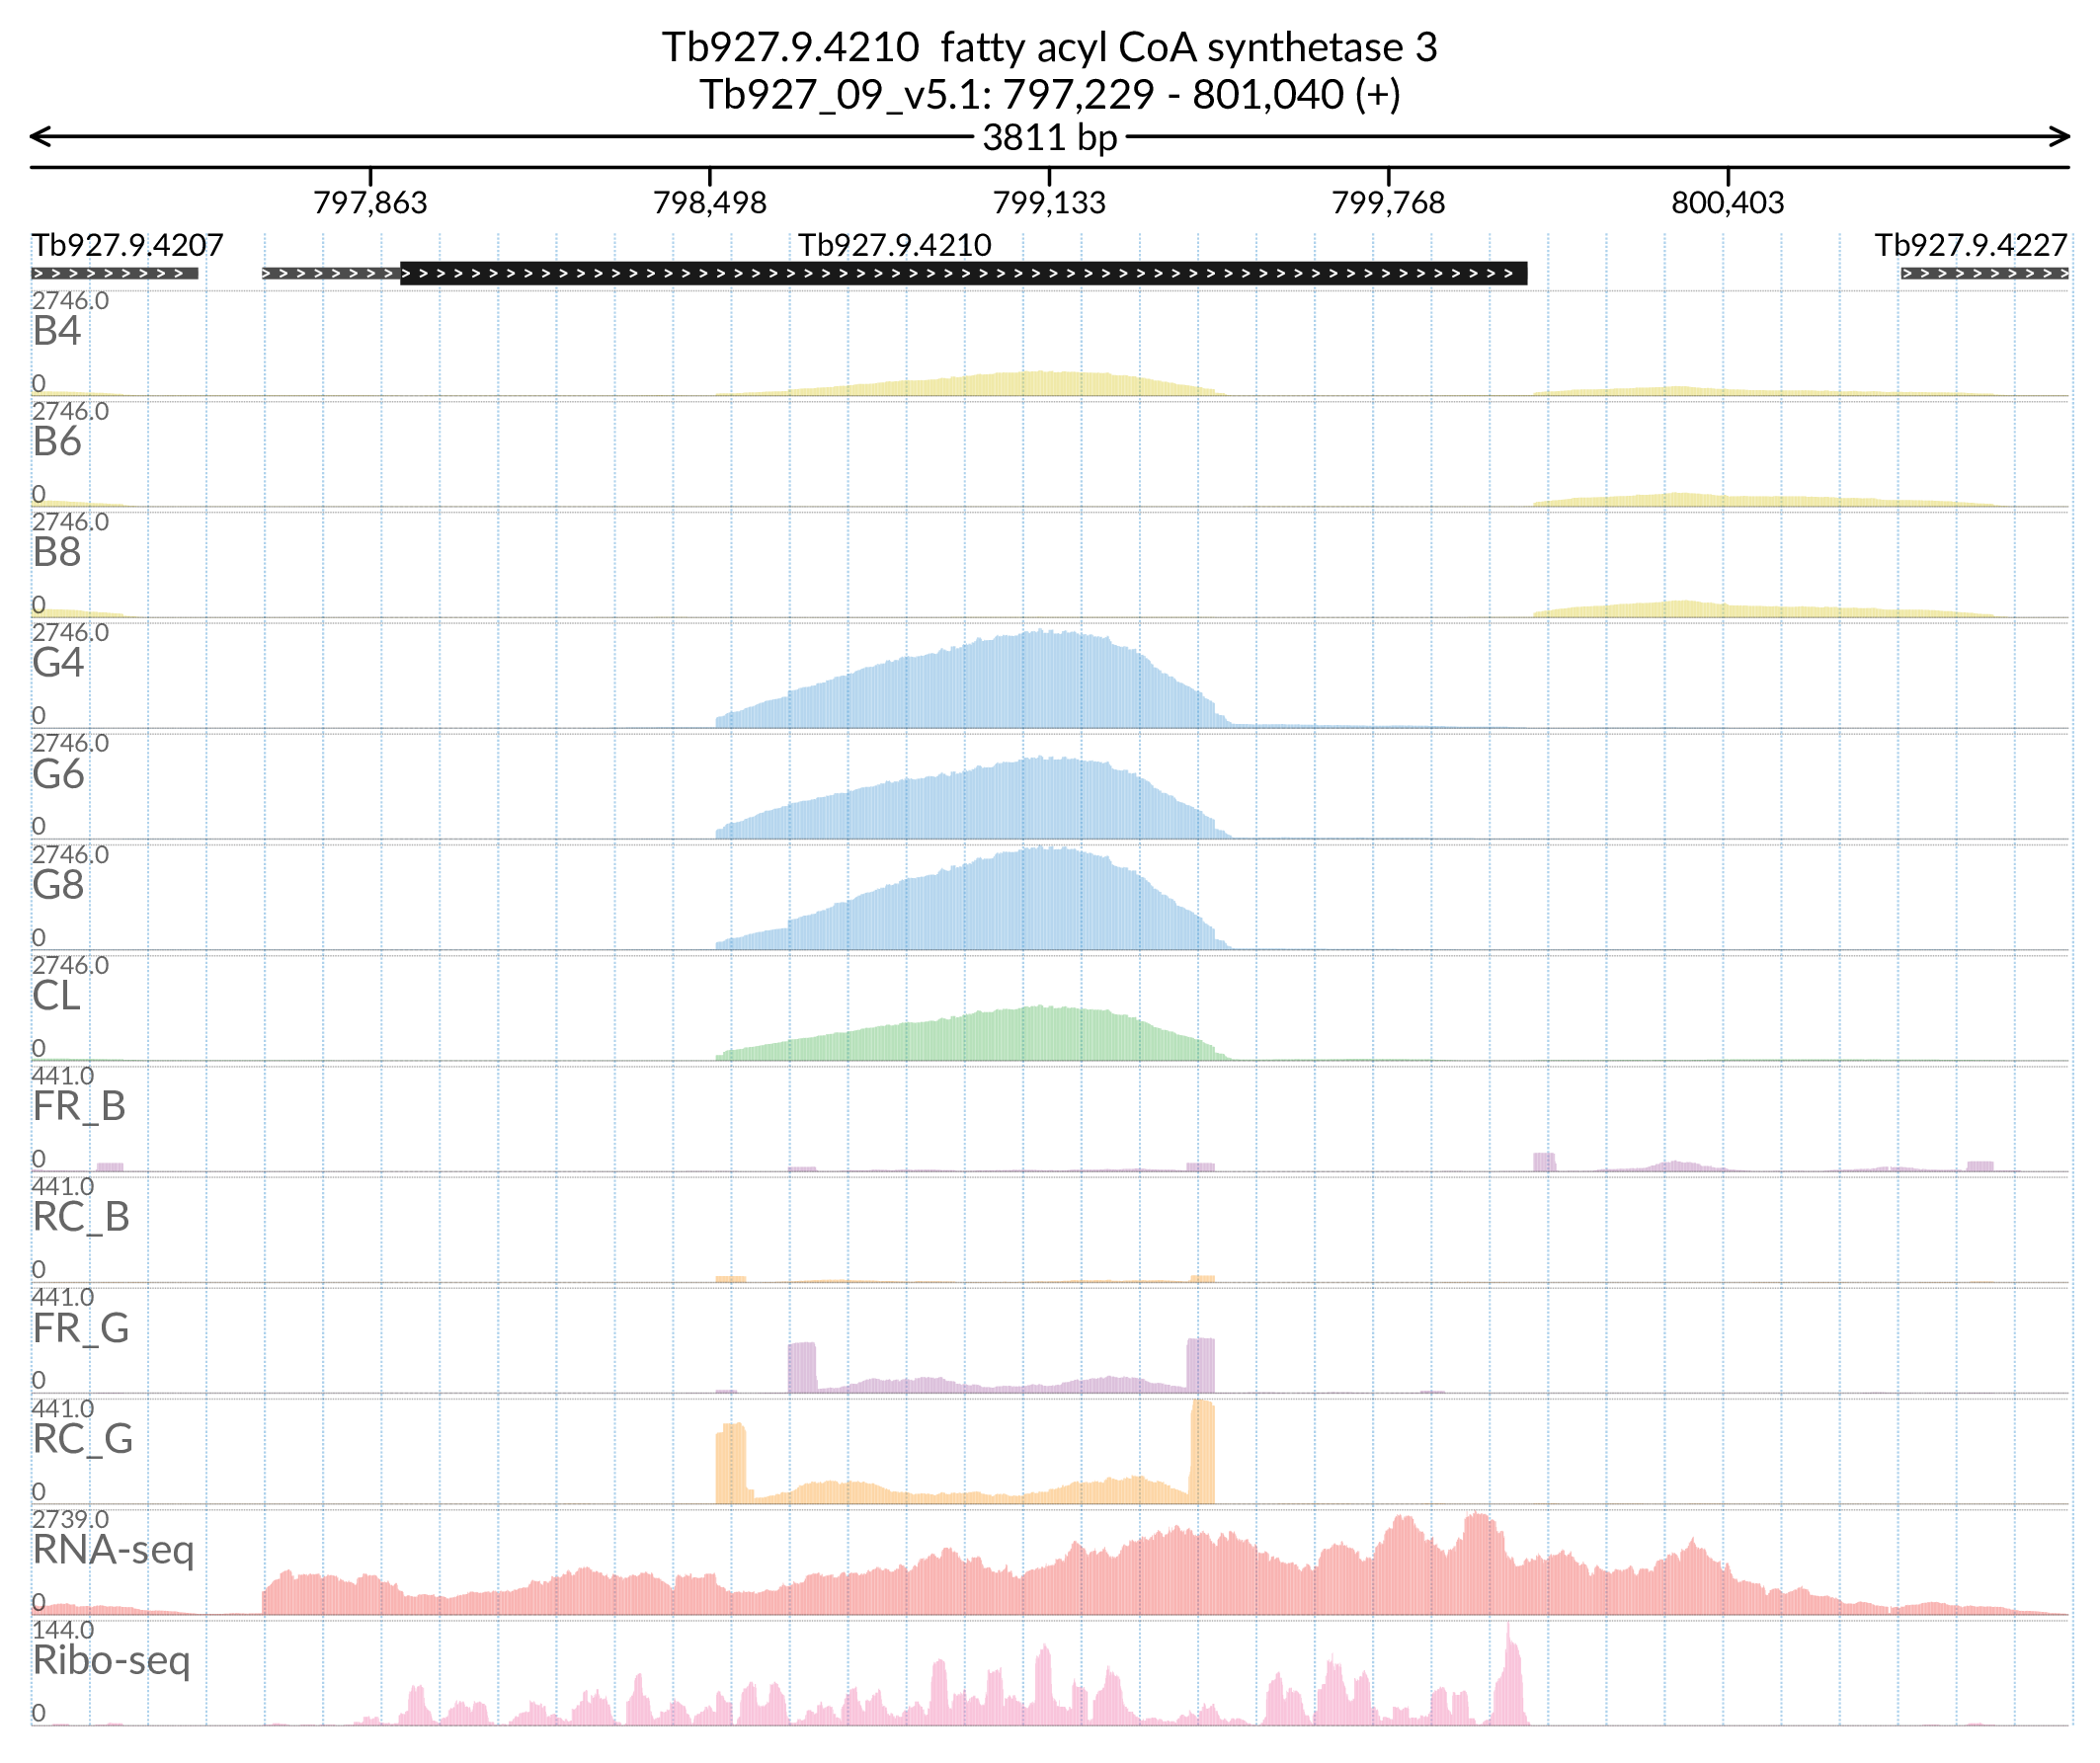 Tb927.9.4210  fatty acyl CoA synthetase 3
Tb927_09_v5.1: 797,229 - 801,040 (+)
3811 bp
797,863 798,498 799,133 799,768 800,403
Tb927.9.4207 Tb927.9.4210 Tb927.9.4227
2746.0
B4
0
2746.0
B6
0
2746.0
B8
0
2746.0
G4
0
2746.0
G6
0
2746.0
G8
0
2746.0
CL
0
441.0
FR_B
0
441.0
RC_B
0
441.0
FR_G
0
441.0
RC_G
0
2739.0
RNA-seq
0
144.0
Ribo-seq
0